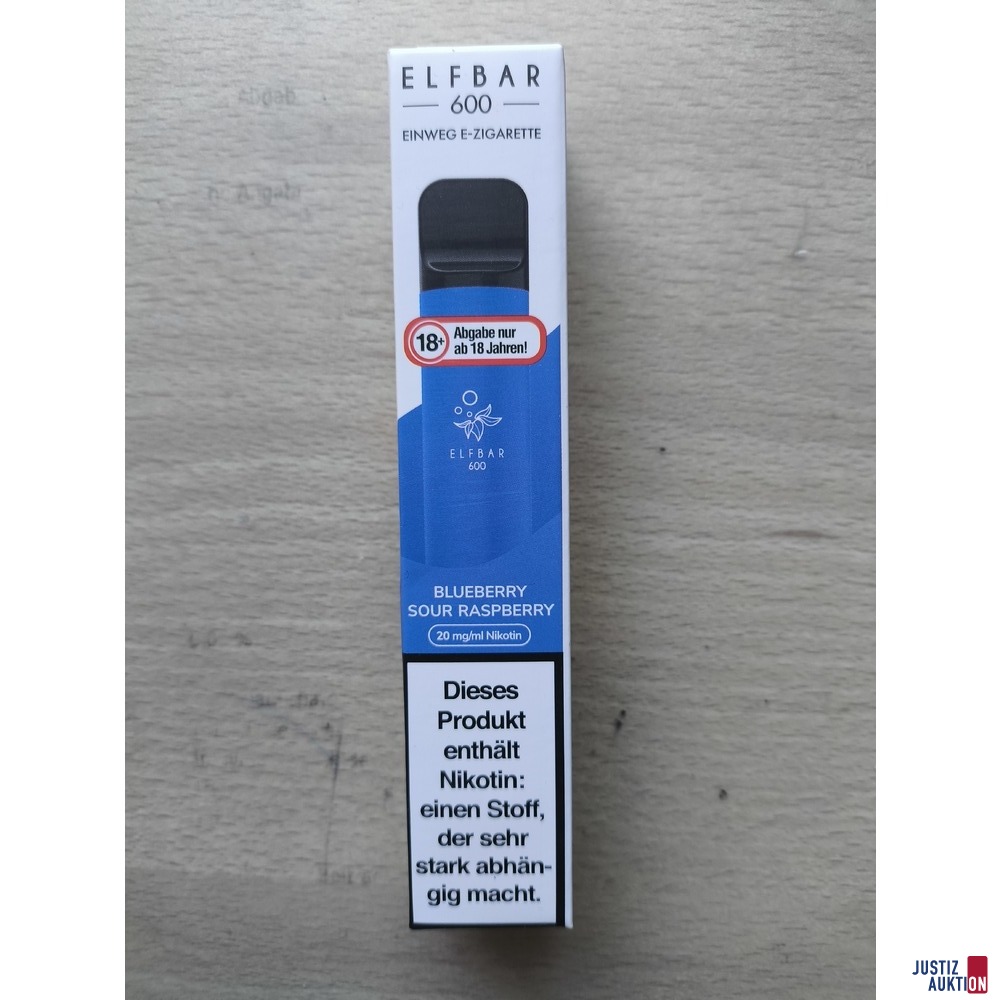 ELFBAR
600
EINWEG E-ZIGARETTE
18+
Abgabe nur
ab 18 Jahren!
ELFBAR
600
BLUEBERRY
SOUR RASPBERRY
20 mg/ml Nikotin
Dieses
Produkt
enthält
Nikotin:
einen Stoff,
der sehr
stark abhän-
gig macht.
JUSTIZ
AUKTION